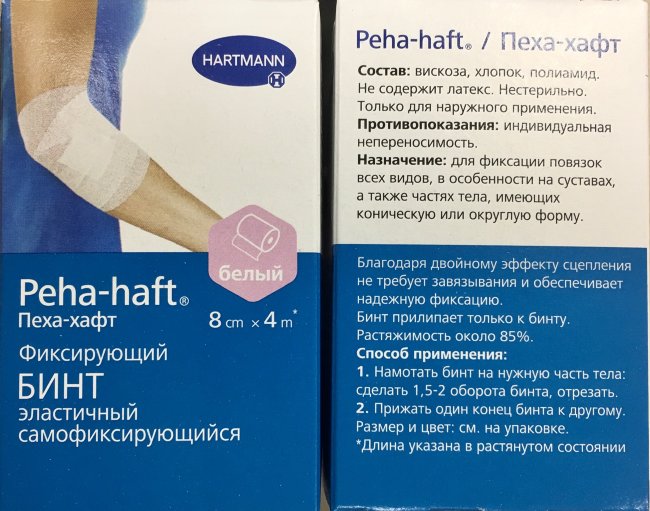 HARTMANN
белый
Peha-haft®
Пеха-хафт
8 cm × 4 m*
Фиксирующий
БИНТ
эластичный
самофиксирующийся
Peha-haft® / Пеха-хафт
Состав: вискоза, хлопок, полиамид.
Не содержит латекс. Нестерильно.
Только для наружного применения.
Противопоказания: индивидуальная
непереносимость.
Назначение: для фиксации повязок
всех видов, в особенности на суставах,
а также частях тела, имеющих
коническую или округлую форму.
Благодаря двойному эффекту сцепления
не требует завязывания и обеспечивает
надежную фиксацию.
Бинт прилипает только к бинту.
Растяжимость около 85%.
Способ применения:
1. Намотать бинт на нужную часть тела:
сделать 1,5-2 оборота бинта, отрезать.
2. Прижать один конец бинта к другому.
Размер и цвет: см. на упаковке.
*Длина указана в растянутом состоянии